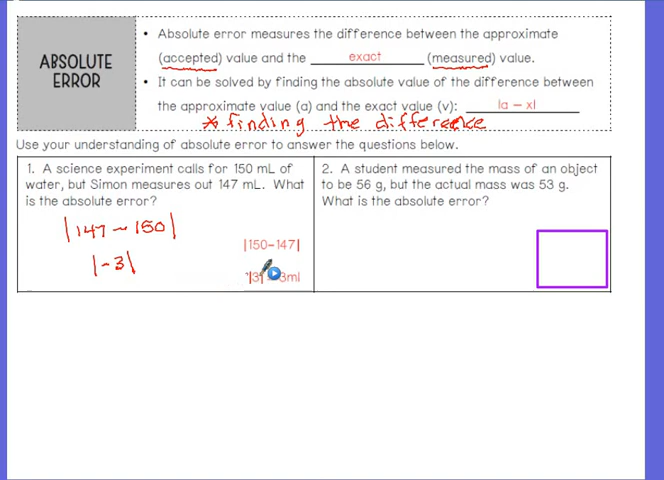 ABSOLUTE
ERROR
• Absolute error measures the difference between the approximate
(accepted) value and the exact (measured) value.
• It can be solved by finding the absolute value of the difference between
the approximate value (a) and the exact value (v): |a - x|
* finding the difference
Use your understanding of absolute error to answer the questions below.
1. A science experiment calls for 150 mL of
water, but Simon measures out 147 mL. What
is the absolute error?
|147 - 150|
|-3|
|150-147|
|3| 3ml
2. A student measured the mass of an object
to be 56 g, but the actual mass was 53 g.
What is the absolute error?